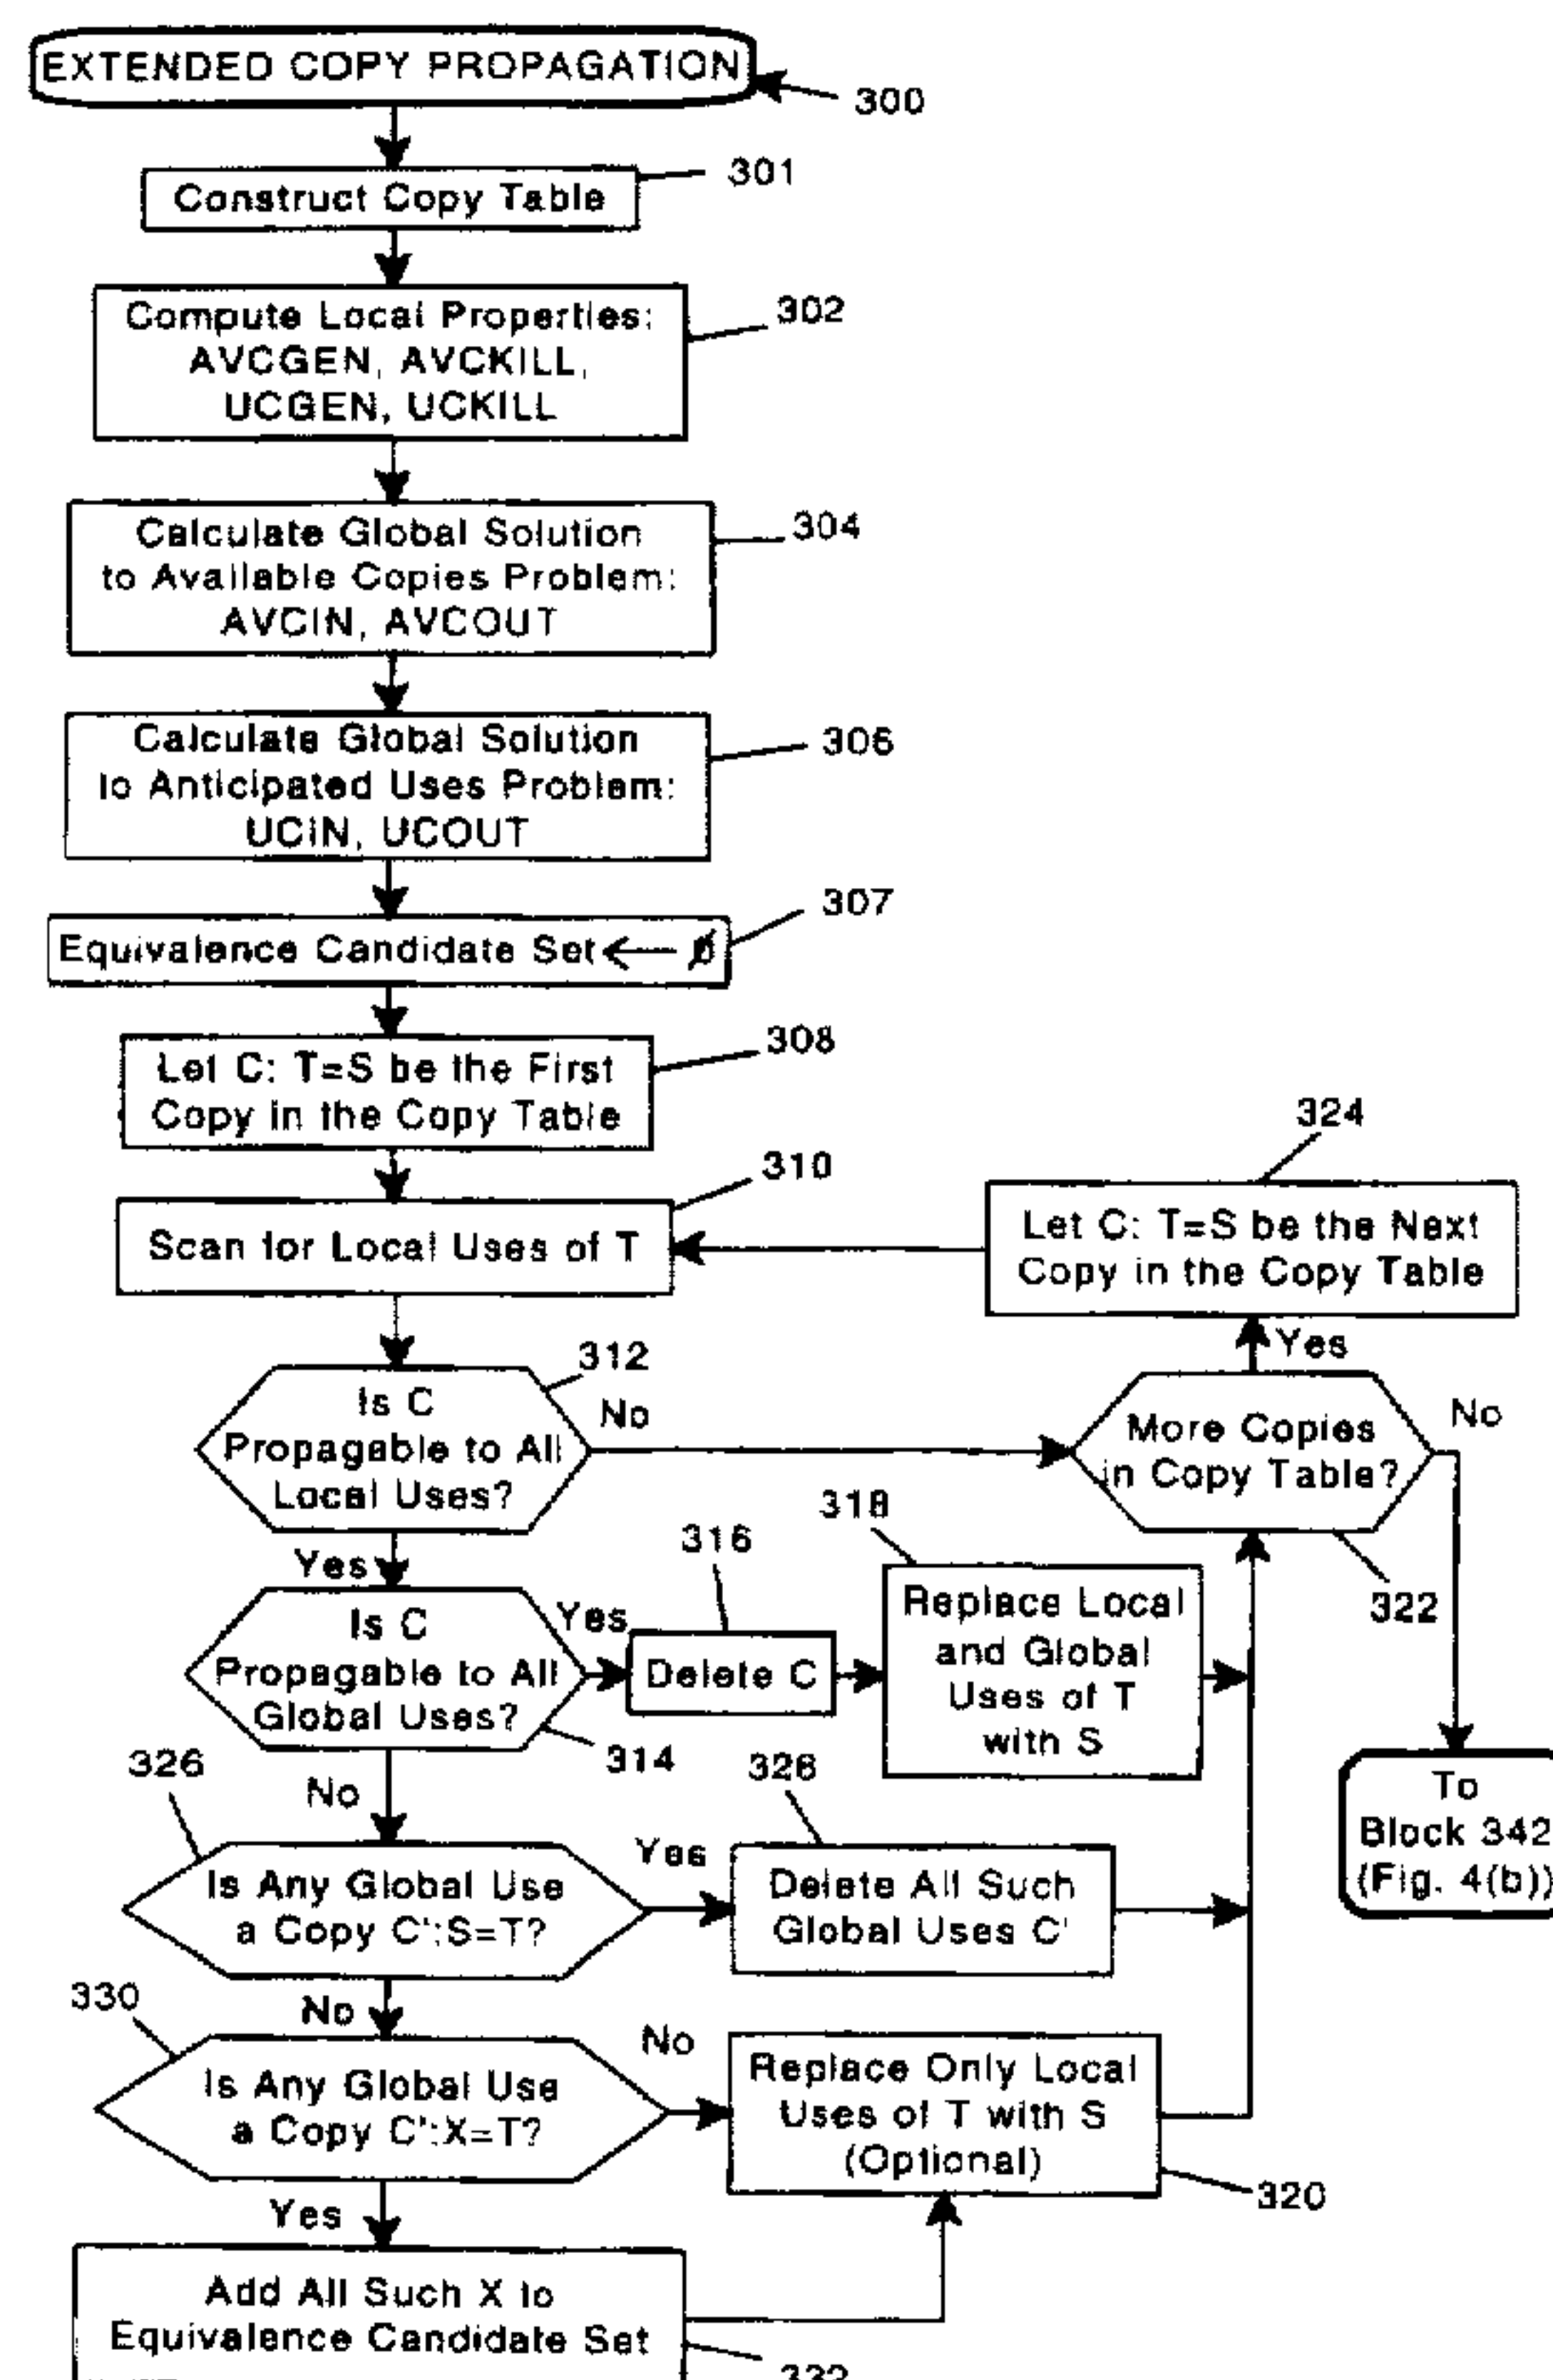 EXTENDED COPY PROPAGATION
300
Construct Copy Table
301
Compute Local Properties:
AVCGEN, AVCKILL,
UCGEN, UCKILL
302
Calculate Global Solution
to Available Copies Problem:
AVCIN, AVCOUT
304
Calculate Global Solution
to Anticipated Uses Problem:
UCIN, UCOUT
306
Equivalence Candidate Set ← ∅
307
Let C: T=S be the First
Copy in the Copy Table
308
Scan for Local Uses of T
310
324
Let C: T=S be the Next
Copy in the Copy Table
Yes
312
Is C
Propagable to All
Local Uses?
No
More Copies
in Copy Table?
No
322
Yes
Is C
Propagable to All
Global Uses?
314
Yes
316
Delete C
318
Replace Local
and Global
Uses of T
with S
To
Block 342
(Fig. 4(b))
No
326
Is Any Global Use
a Copy C':S=T?
Yes
328
Delete All Such
Global Uses C'
No
330
Is Any Global Use
a Copy C':X=T?
No
Replace Only Local
Uses of T with S
(Optional)
320
Yes
Add All Such X to
Equivalence Candidate Set